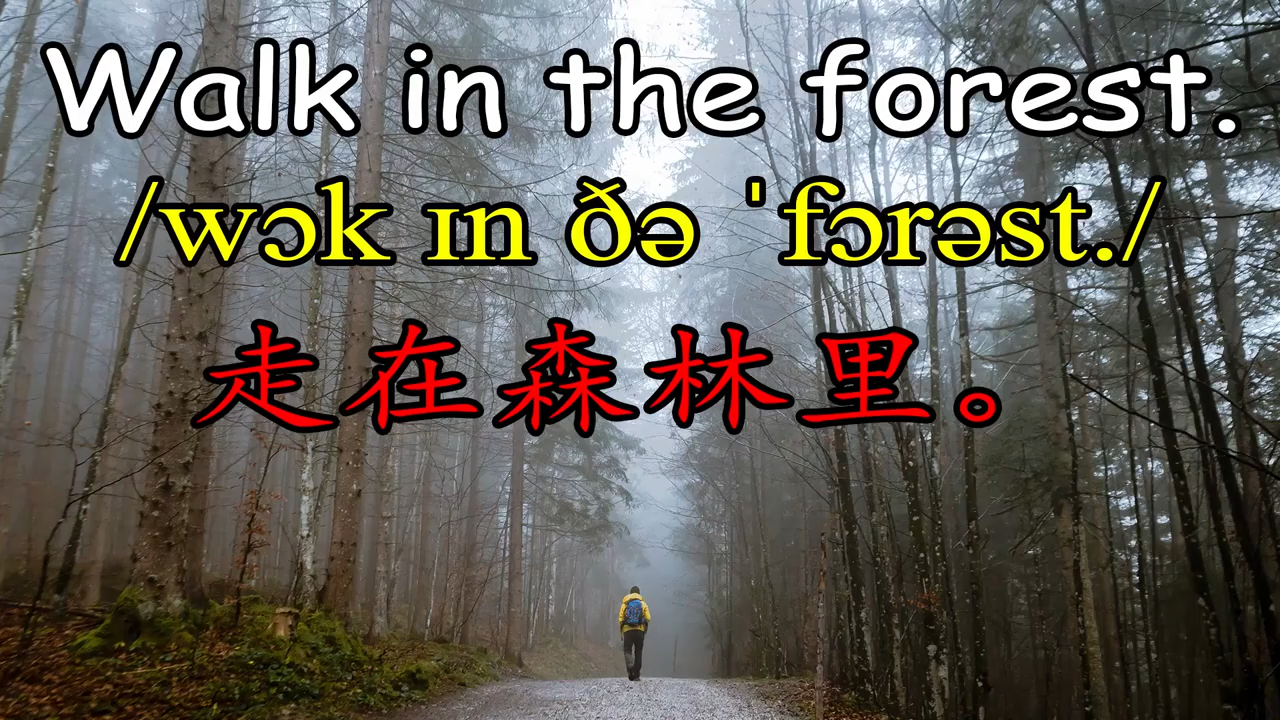 Walk in the forest.
/wɔk ɪn ðə ˈfɔrəst./
走在森林里。